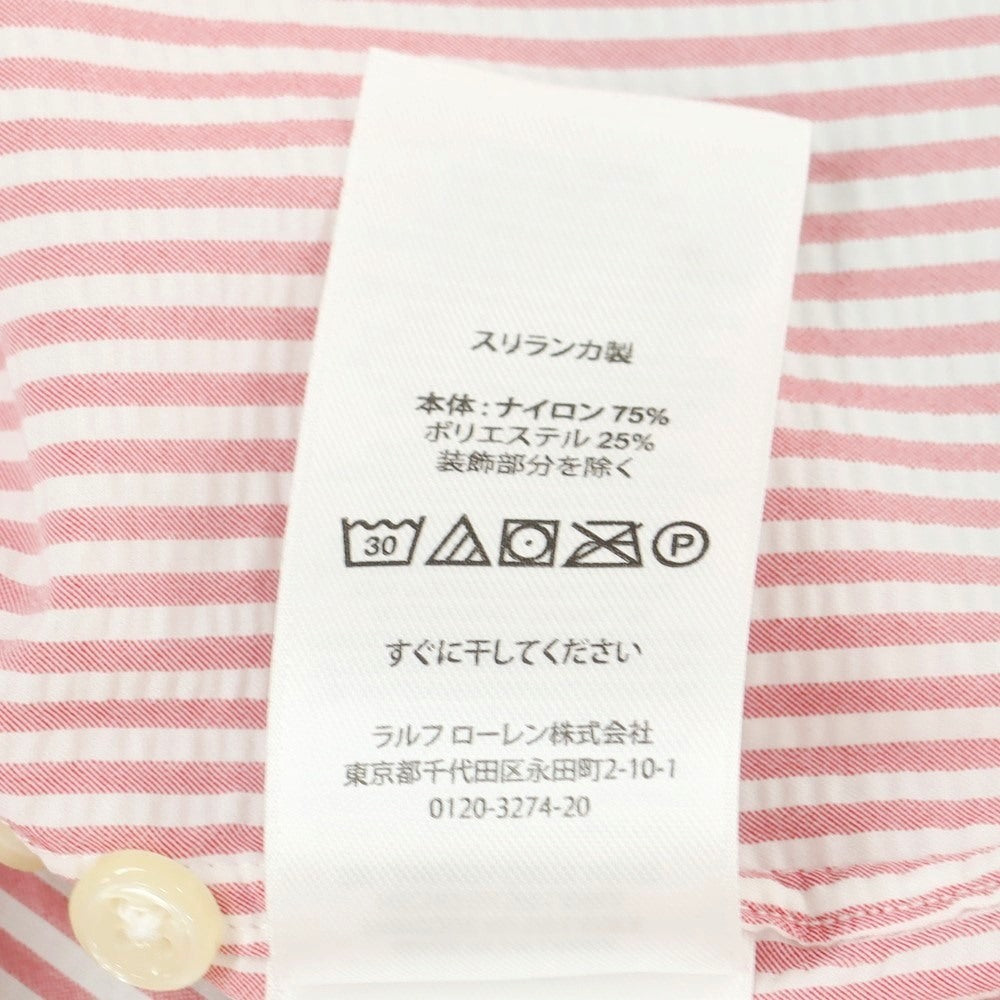 スリランカ製
本体 : ナイロン 75%
ポリエステル 25%
装飾部分を除く
30 P
すぐに干してください
ラルフ ローレン株式会社
東京都千代田区永田町2-10-1
0120-3274-20